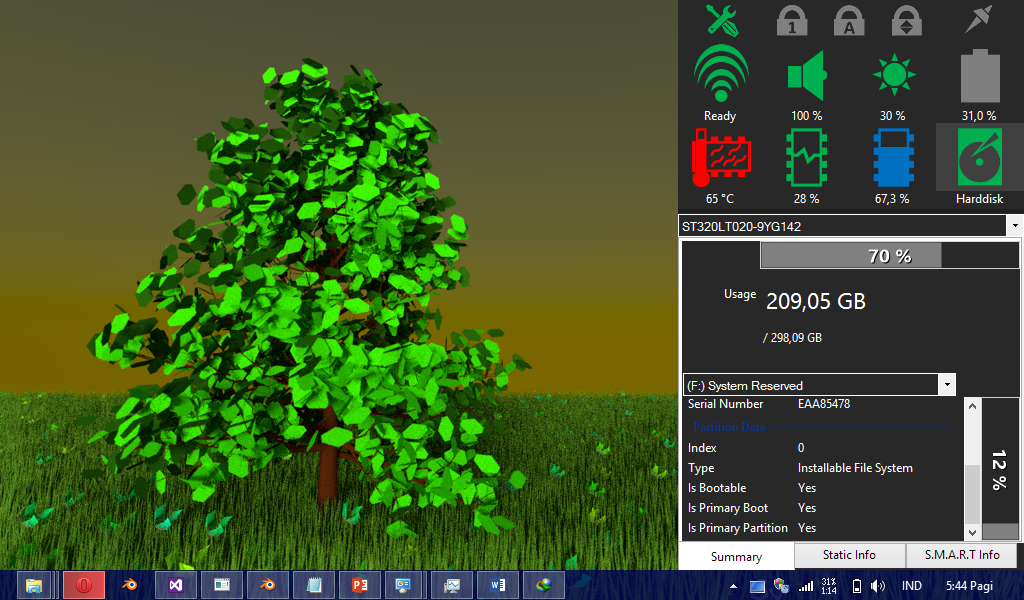 1
A
Ready
100 %
30 %
31,0 %
65 °C
28 %
67,3 %
Harddisk
ST320LT020-9YG142
70 %
Usage
209,05 GB
/ 298,09 GB
(F:) System Reserved
Serial Number EAA85478
Partition Data
Index 0
Type Installable File System
Is Bootable Yes
Is Primary Boot Yes
Is Primary Partition Yes
12 %
Summary
Static Info
S.M.A.R.T Info
31%
1:14
IND
5:44 Pagi